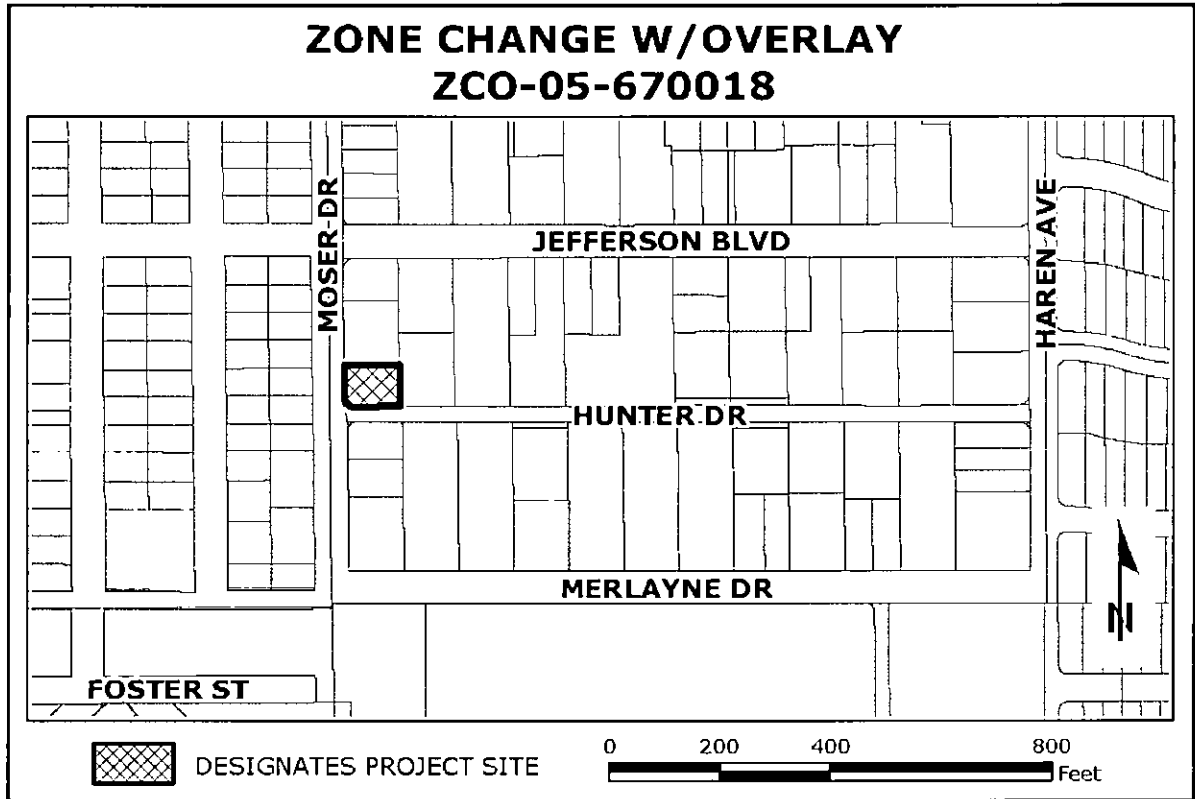 ZONE CHANGE W/OVERLAY
ZCO-05-670018
MOSER DR
JEFFERSON BLVD
HAREN AVE
HUNTER DR
MERLAYNE DR
N
FOSTER ST
DESIGNATES PROJECT SITE
0 200 400 800
Feet